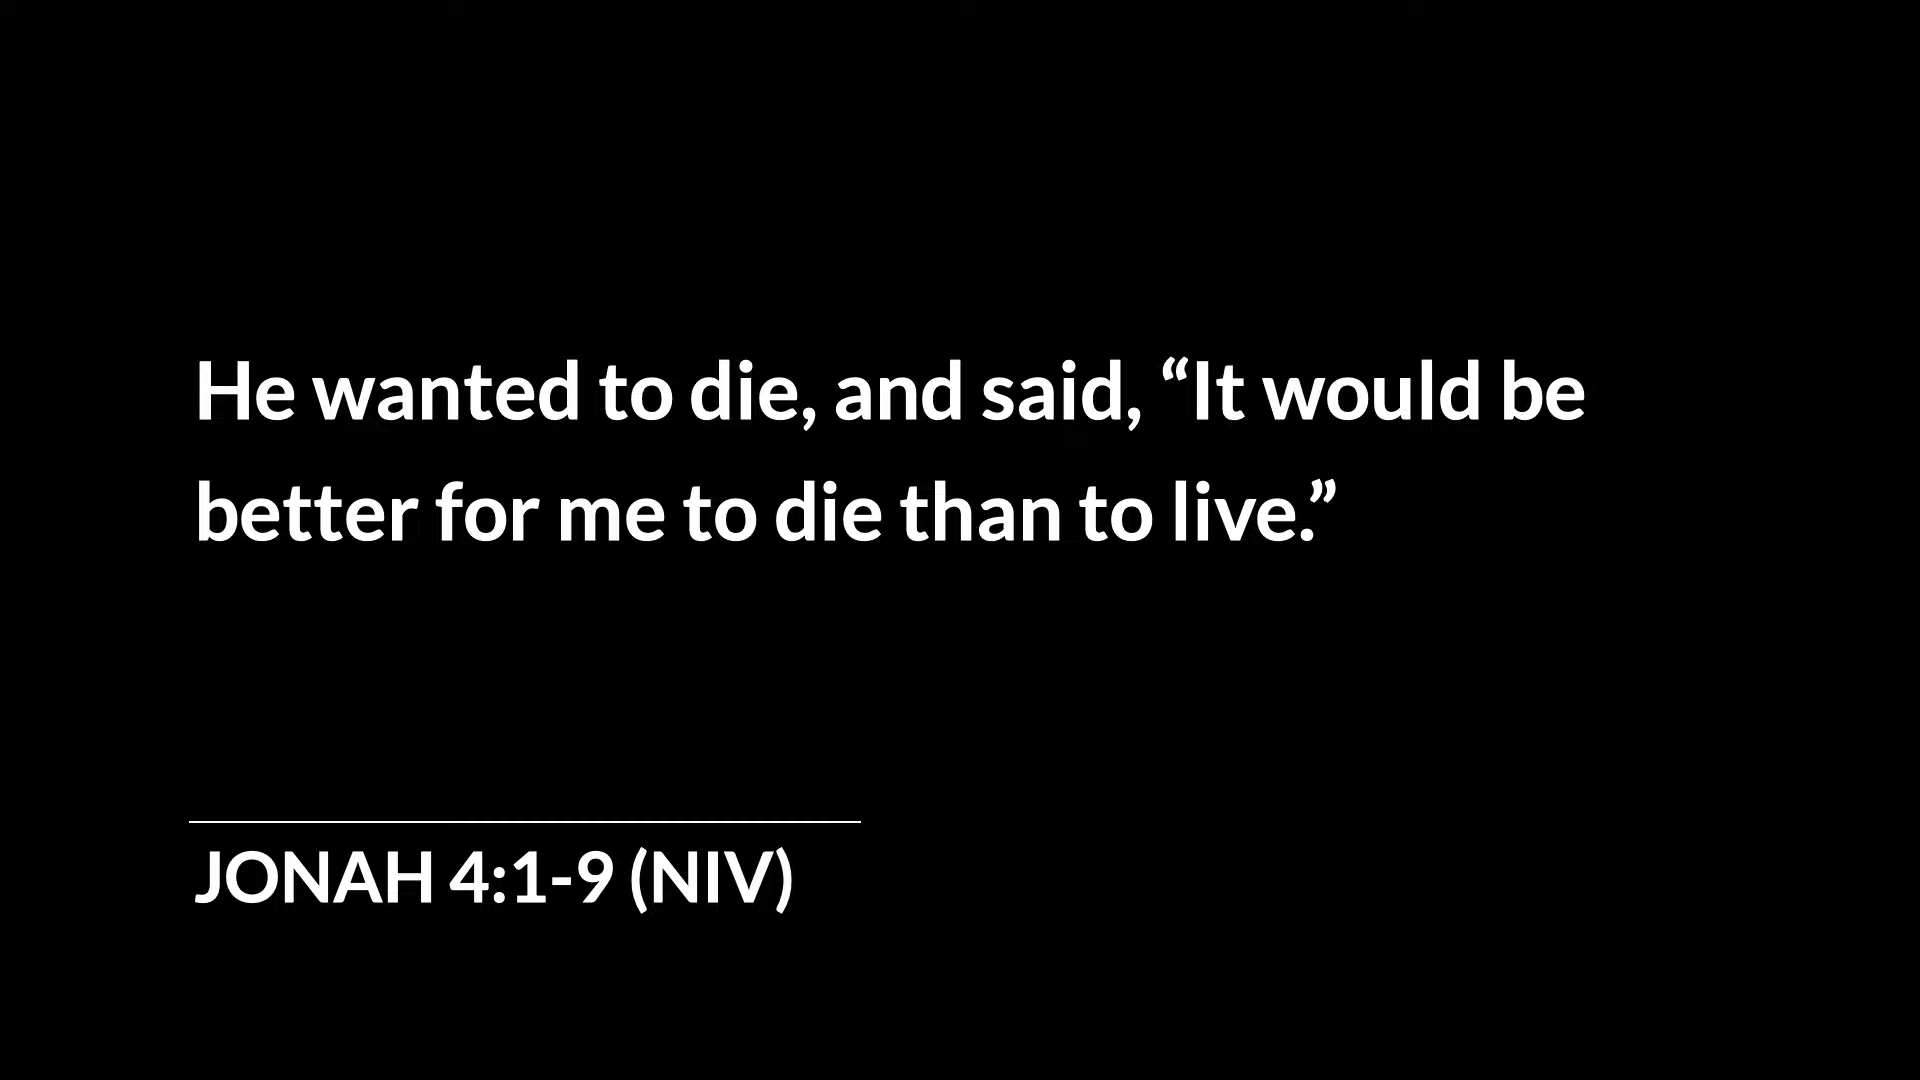 He wanted to die, and said, “It would be
better for me to die than to live.”
JONAH 4:1-9 (NIV)